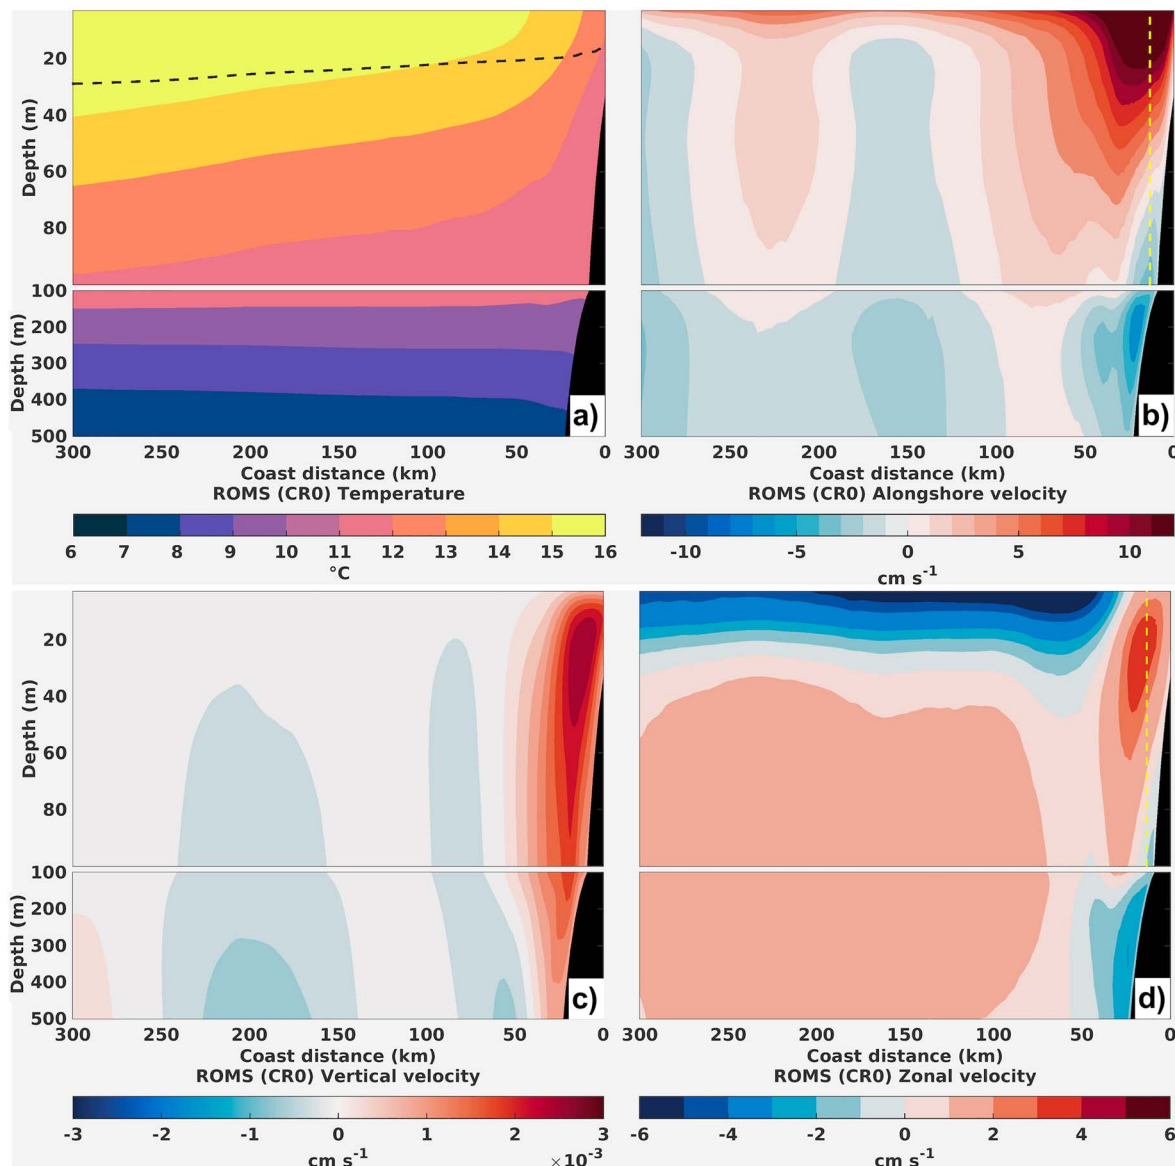 20
40
60
80
100
200
300
400
500
Depth (m)
Depth (m)
a)
300 250 200 150 100 50 0
Coast distance (km)
ROMS (CR0) Temperature
6 7 8 9 10 11 12 13 14 15 16
°C
b)
300 250 200 150 100 50 0
Coast distance (km)
ROMS (CR0) Alongshore velocity
-10 -5 0 5 10
cm s⁻¹
20
40
60
80
100
200
300
400
500
Depth (m)
Depth (m)
c)
300 250 200 150 100 50 0
Coast distance (km)
ROMS (CR0) Vertical velocity
-3 -2 -1 0 1 2 3
cm s⁻¹
×10⁻³
d)
300 250 200 150 100 50 0
Coast distance (km)
ROMS (CR0) Zonal velocity
-6 -4 -2 0 2 4 6
cm s⁻¹